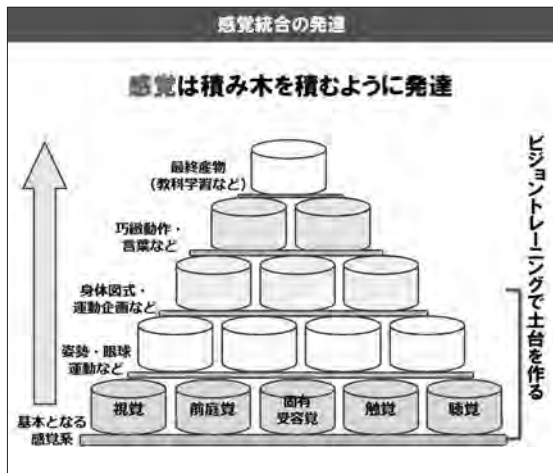 感覚統合の発達
感覚は積み木を積むように発達
最終産物
(教科学習など)
巧緻動作・
言葉など
身体図式・
運動企画など
姿勢・眼球
運動など
基本となる
感覚系
視覚
前庭覚
固有
受容覚
触覚
聴覚
ビジョントレーニングで土台を作る